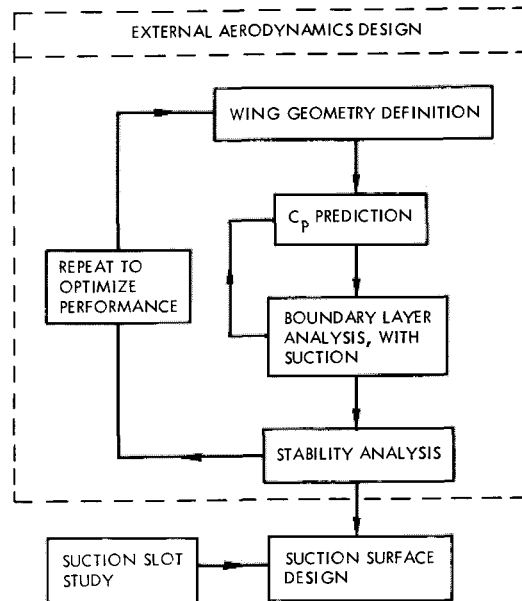 EXTERNAL AERODYNAMICS DESIGN
WING GEOMETRY DEFINITION
Cp PREDICTION
REPEAT TO
OPTIMIZE
PERFORMANCE
BOUNDARY LAYER
ANALYSIS, WITH
SUCTION
STABILITY ANALYSIS
SUCTION SLOT
STUDY
SUCTION SURFACE
DESIGN